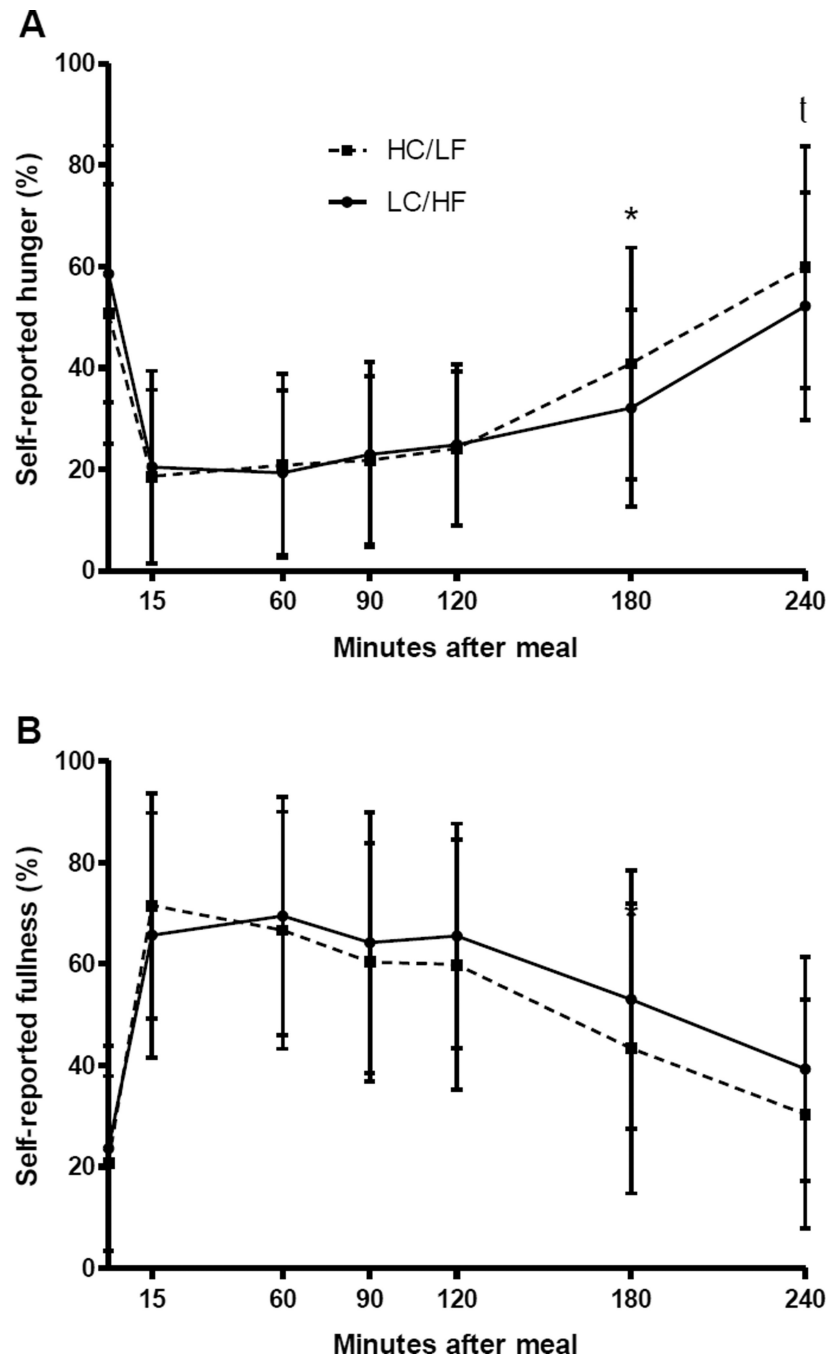 A
100
80
60
40
20
0
Self-reported hunger (%)
HC/LF
LC/HF
*
t
15 60 90 120 180 240
Minutes after meal
B
100
80
60
40
20
0
Self-reported fullness (%)
*
15 60 90 120 180 240
Minutes after meal